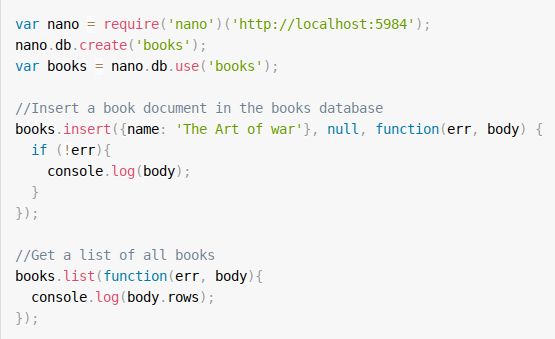 var nano = require('nano')('http://localhost:5984');
nano.db.create('books');
var books = nano.db.use('books');

//Insert a book document in the books database
books.insert({name: 'The Art of war'}, null, function(err, body) {
  if (!err){
    console.log(body);
  }
});

//Get a list of all books
books.list(function(err, body){
  console.log(body.rows);
});